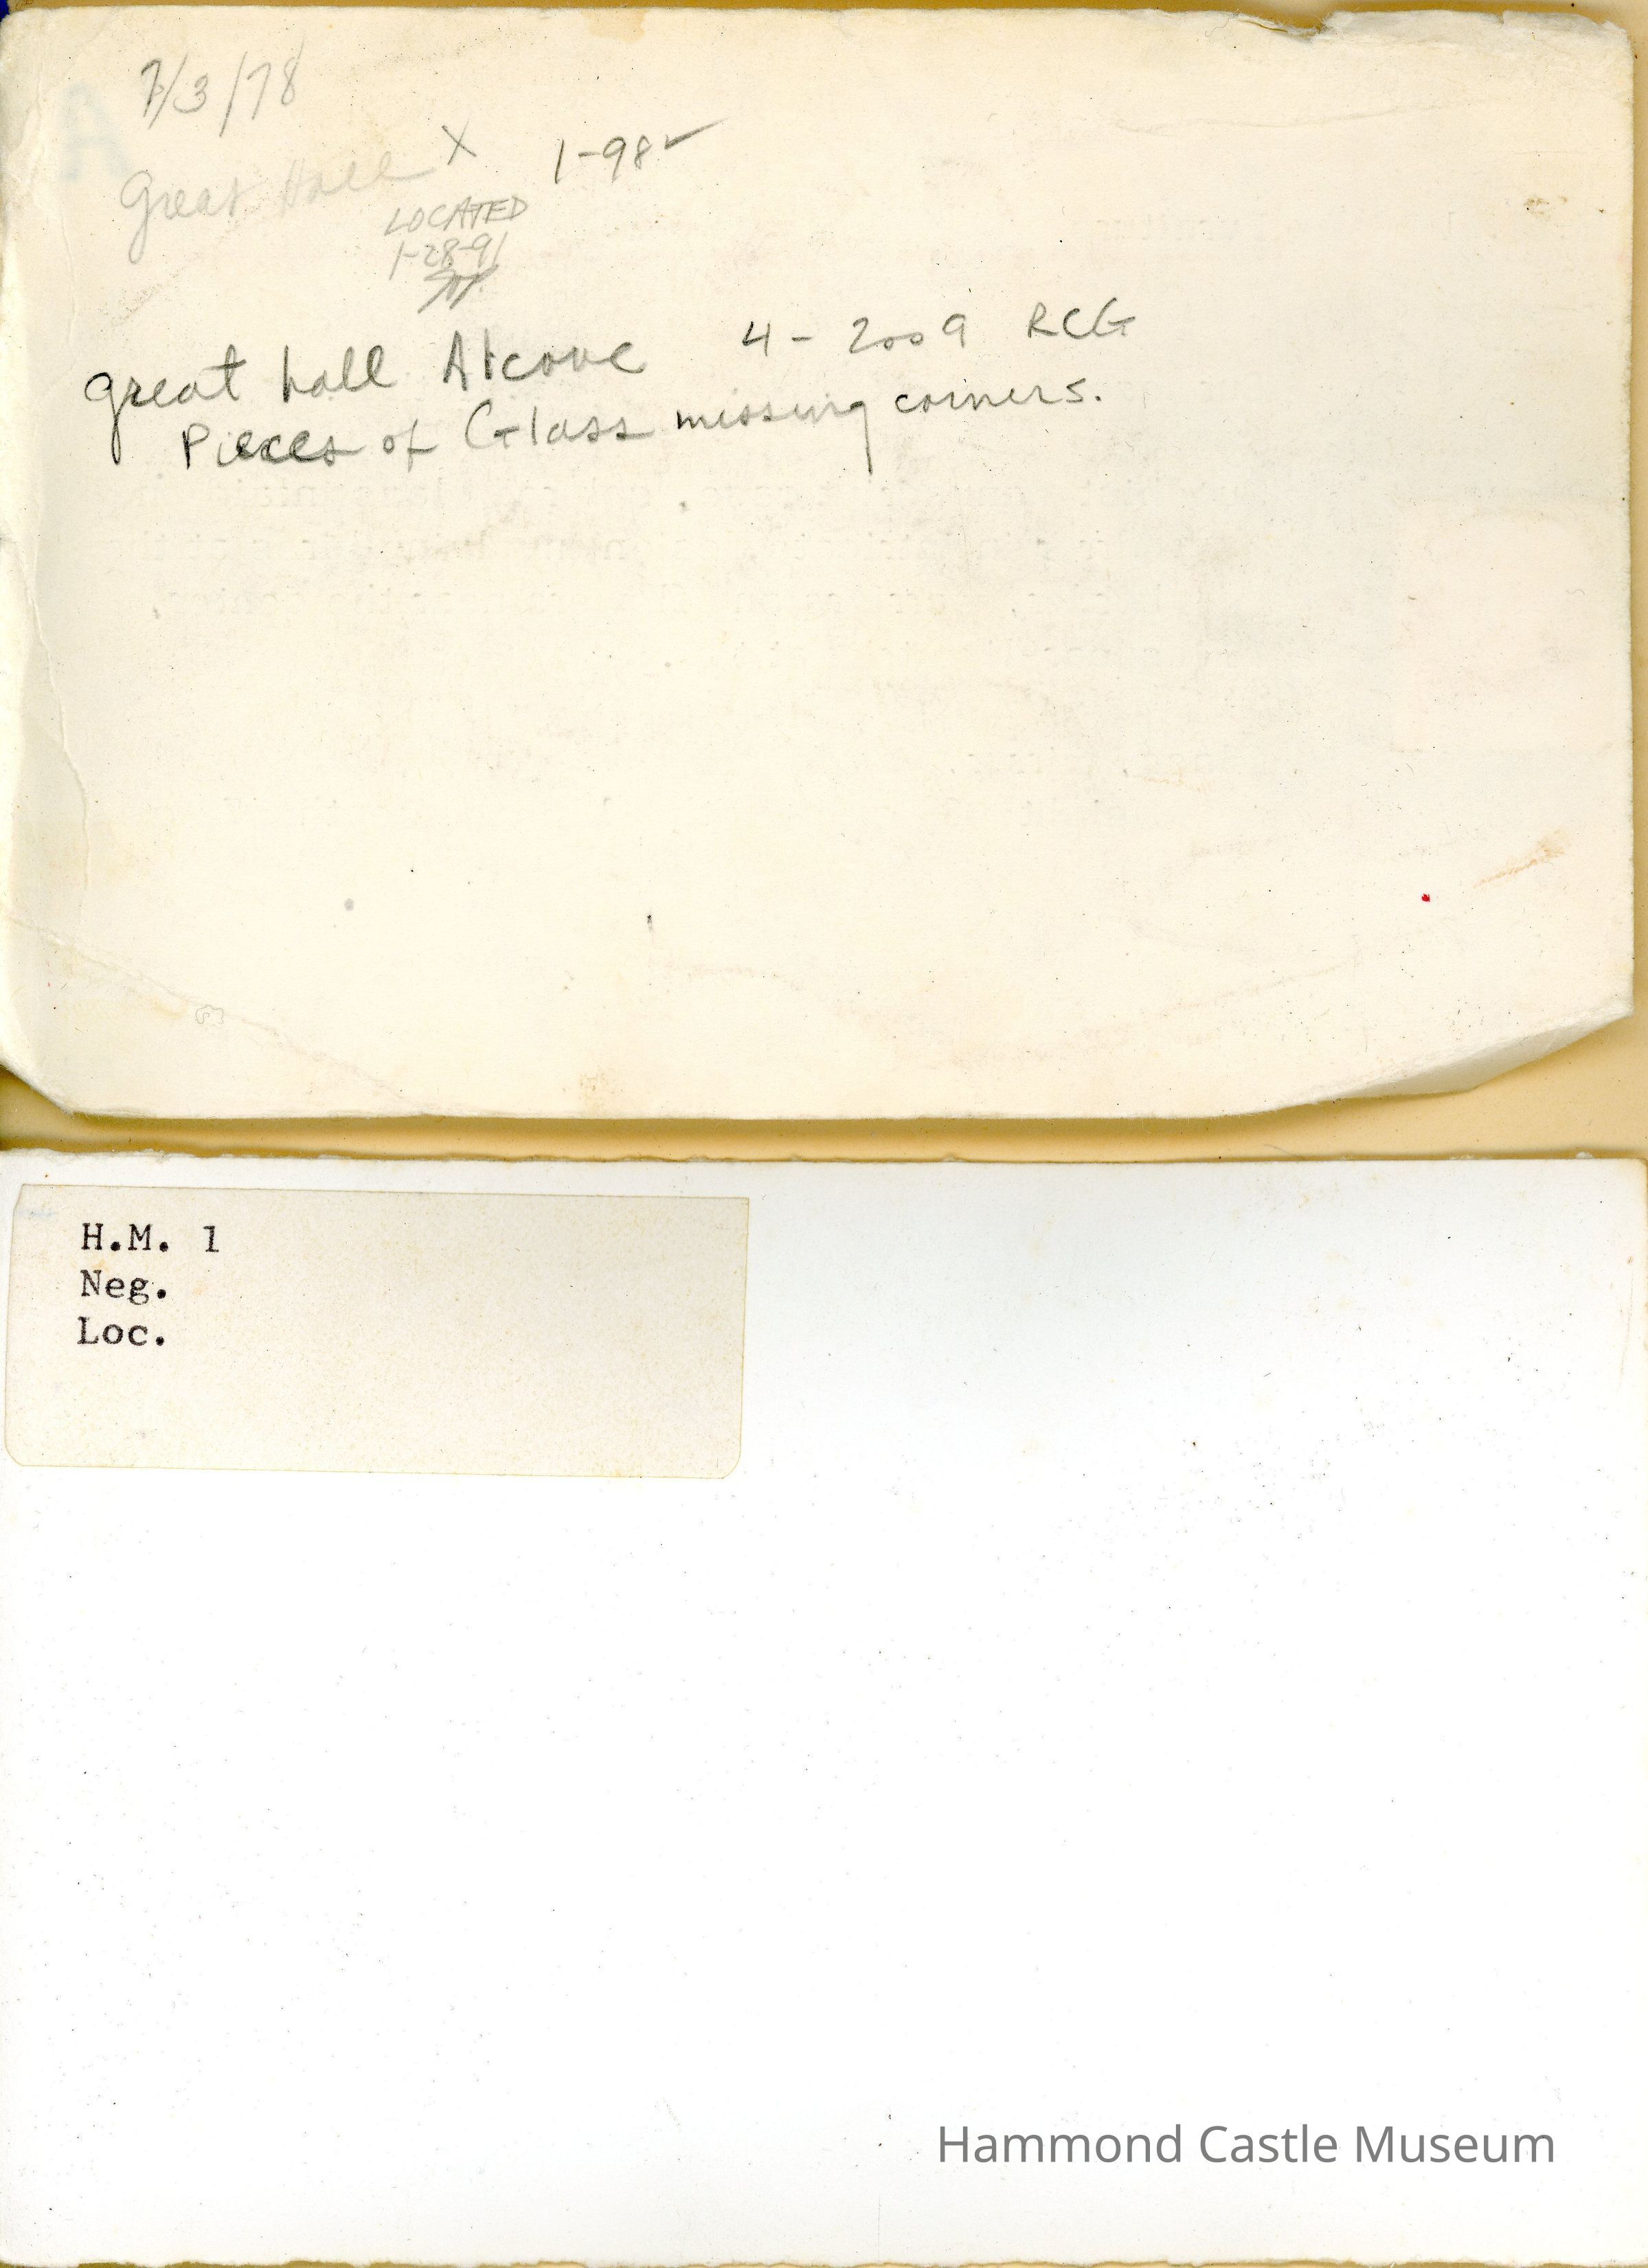 7/3/78
Great Hall X 1-98 ✓
LOCATED
1-28-91
Great hall Alcove 4-2009 RCG
Pieces of Glass missing corners.
H.M. 1
Neg.
Loc.
Hammond Castle Museum